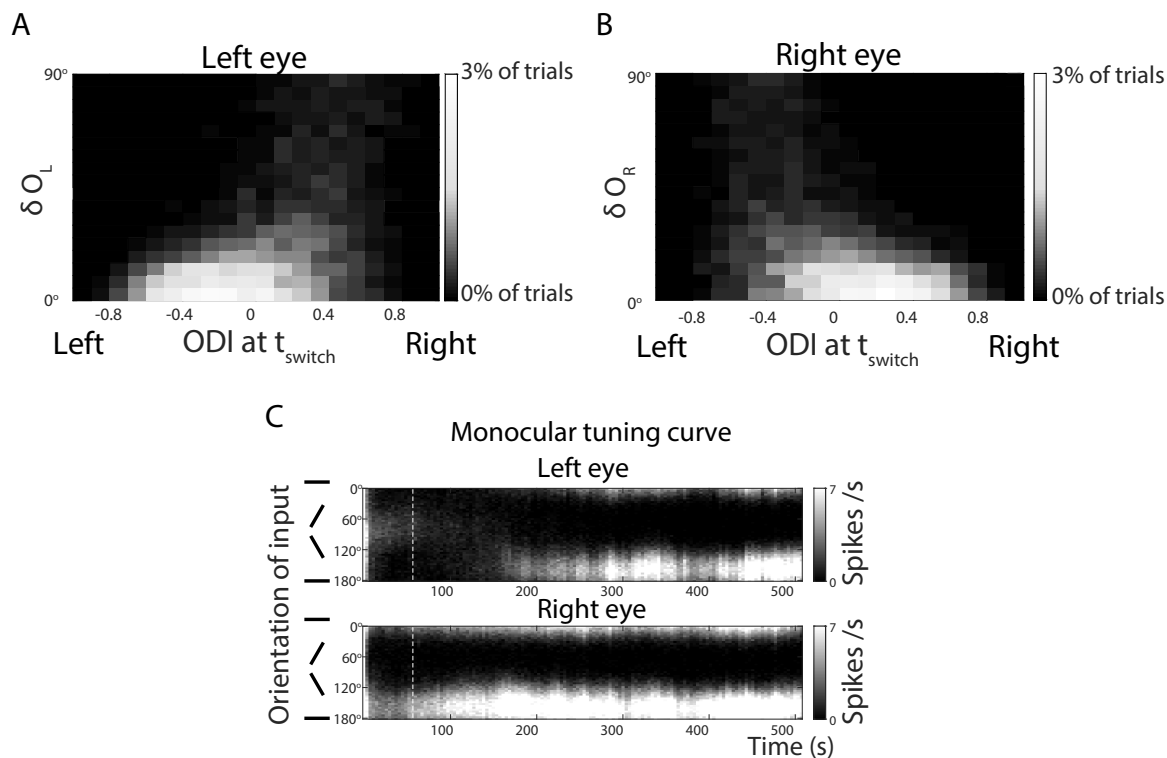 A
Left eye
90°
0°
δ O_L
-0.8 -0.4 0 0.4 0.8
Left ODI at t_switch Right
3% of trials
0% of trials
B
Right eye
90°
0°
δ O_R
-0.8 -0.4 0 0.4 0.8
Left ODI at t_switch Right
3% of trials
0% of trials
C
Monocular tuning curve
Left eye
Orientation of input
0°
60°
120°
180°
100 200 300 400 500
7
0
Spikes /s
Right eye
0°
60°
120°
180°
100 200 300 400 500
7
0
Spikes /s
Time (s)